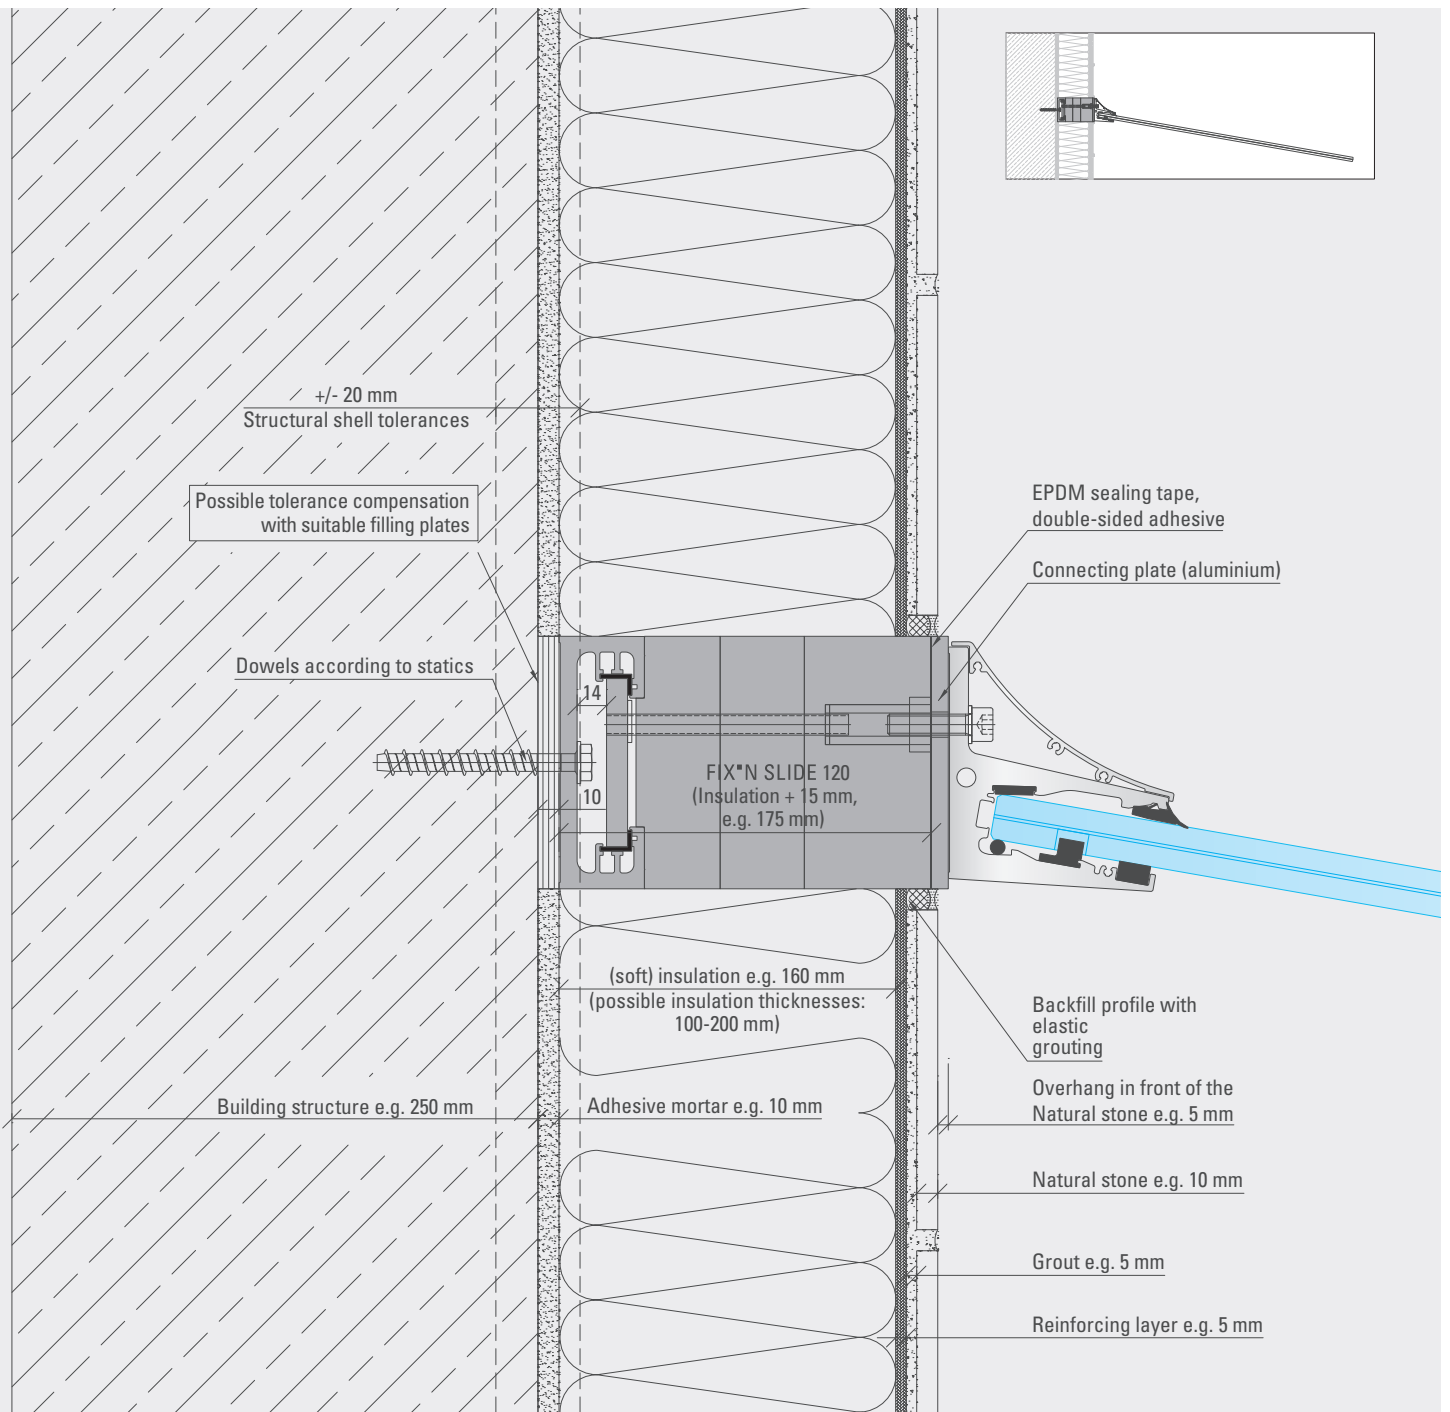 +/- 20 mm
Structural shell tolerances
Possible tolerance compensation
with suitable filling plates
EPDM sealing tape,
double-sided adhesive
Connecting plate (aluminium)
Dowels according to statics
14
10
FIX■N SLIDE 120
(Insulation + 15 mm,
e.g. 175 mm)
(soft) insulation e.g. 160 mm
(possible insulation thicknesses:
100-200 mm)
Backfill profile with
elastic
grouting
Building structure e.g. 250 mm
Adhesive mortar e.g. 10 mm
Overhang in front of the
Natural stone e.g. 5 mm
Natural stone e.g. 10 mm
Grout e.g. 5 mm
Reinforcing layer e.g. 5 mm